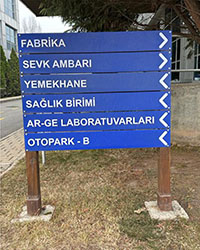 FABRİKA
SEVK AMBARI
YEMEKHANE
SAĞLIK BİRİMİ
AR-GE LABORATUVARLARI
OTOPARK - B